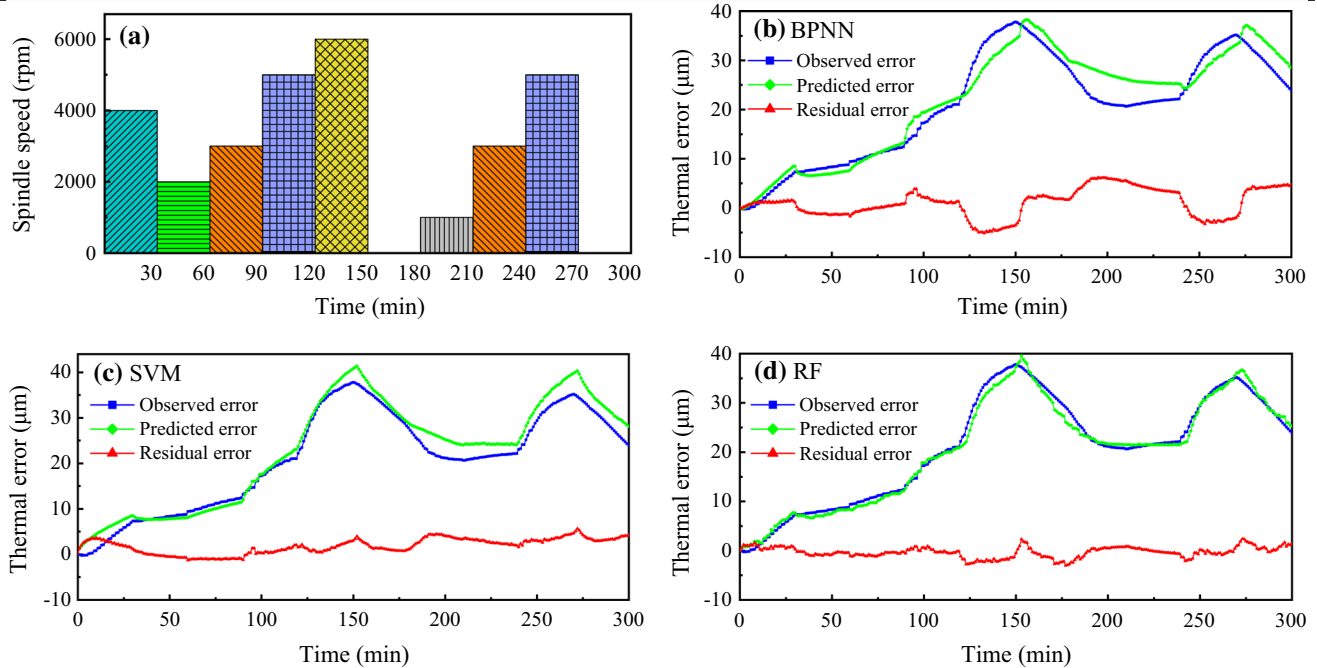 (a)
Spindle speed (rpm)
6000
4000
2000
0
30 60 90 120 150 180 210 240 270 300
Time (min)
(b) BPNN
Observed error
Predicted error
Residual error
Thermal error (μm)
40
30
20
10
0
-10
0 50 100 150 200 250 300
Time (min)
(c) SVM
Observed error
Predicted error
Residual error
Thermal error (μm)
40
30
20
10
0
-10
0 50 100 150 200 250 300
Time (min)
(d) RF
Observed error
Predicted error
Residual error
Thermal error (μm)
40
30
20
10
0
-10
0 50 100 150 200 250 300
Time (min)